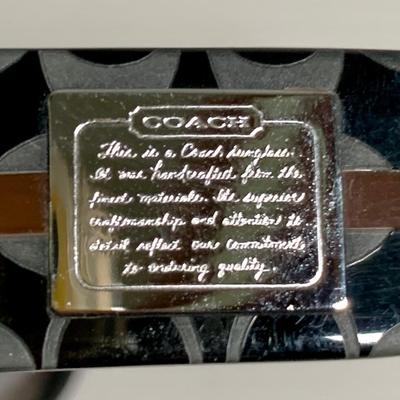 COACH
This is a Coach sunglass.
It was handcrafted from the
finest materials. Its superior
craftsmanship and attention to
detail reflect our commitment
to enduring quality.